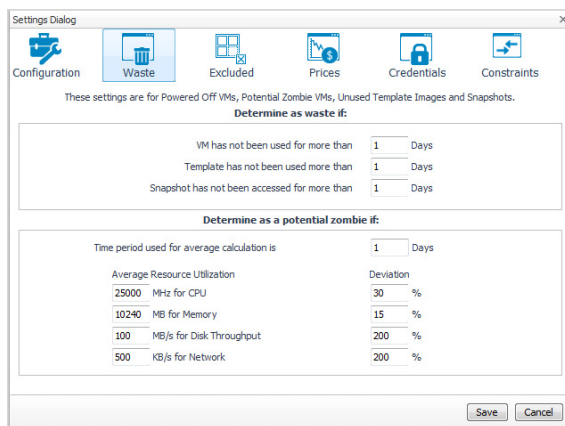 Settings Dialog ×
Configuration Waste Excluded Prices Credentials Constraints
These settings are for Powered Off VMs, Potential Zombie VMs, Unused Template Images and Snapshots.
Determine as waste if:
VM has not been used for more than 1 Days
Template has not been used more than 1 Days
Snapshot has not been accessed for more than 1 Days
Determine as a potential zombie if:
Time period used for average calculation is 1 Days
Average Resource Utilization Deviation
25000 MHz for CPU 30 %
10240 MB for Memory 15 %
100 MB/s for Disk Throughput 200 %
500 KB/s for Network 200 %
Save Cancel